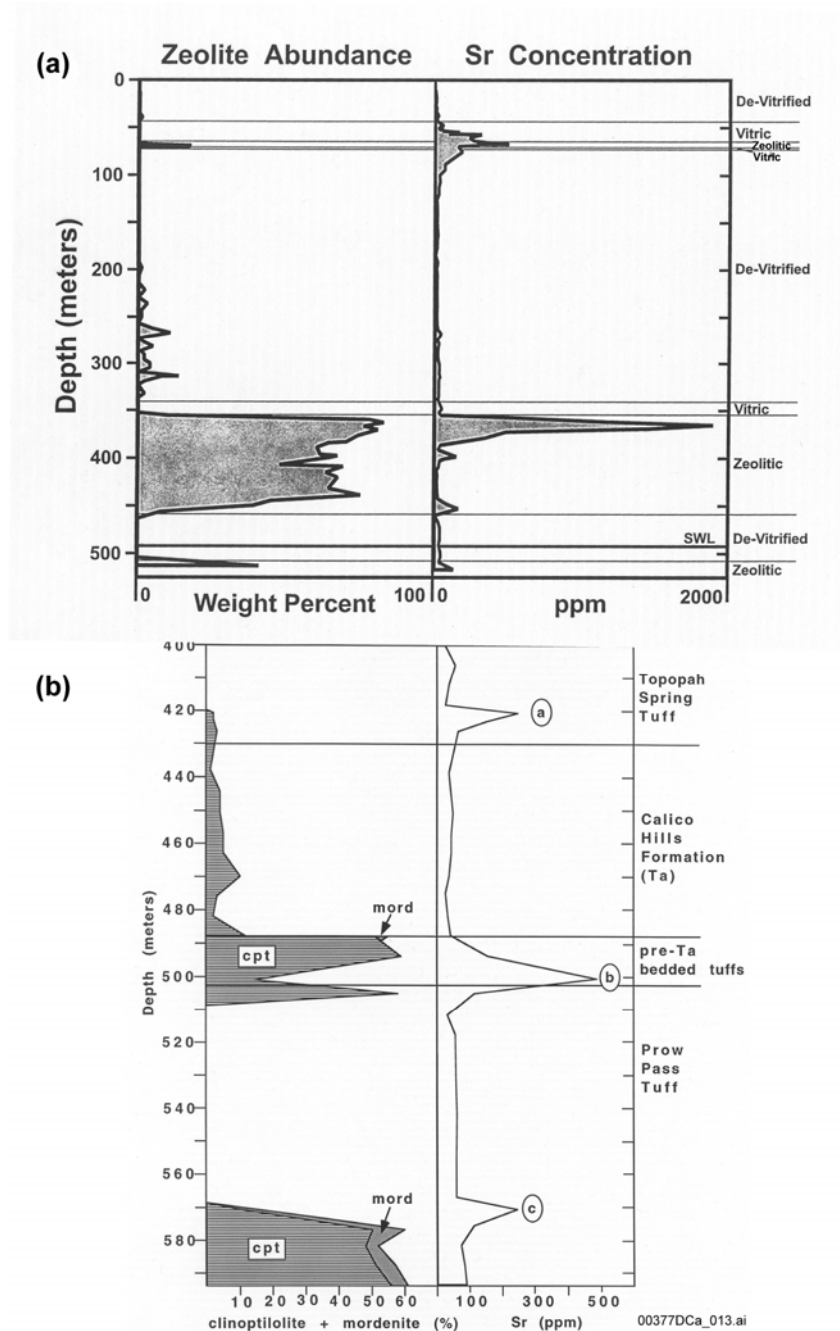 (a)
Zeolite Abundance
Sr Concentration
0
100
200
300
400
500
Depth (meters)
De-Vitrified
Vitric
Zeolitic
Vitric
De-Vitrified
Vitric
Zeolitic
SWL
De-Vitrified
Zeolitic
0
Weight Percent
100
0
ppm
2000
(b)
400
420
440
460
480
500
520
540
560
580
Depth (meters)
mord
cpt
mord
cpt
a
b
c
Topopah
Spring
Tuff
Calico
Hills
Formation
(Ta)
pre-Ta
bedded tuffs
Prow
Pass
Tuff
10 20 30 40 50 60
clinoptilolite + mordenite (%)
100 300 500
Sr (ppm)
00377DCa_013.ai